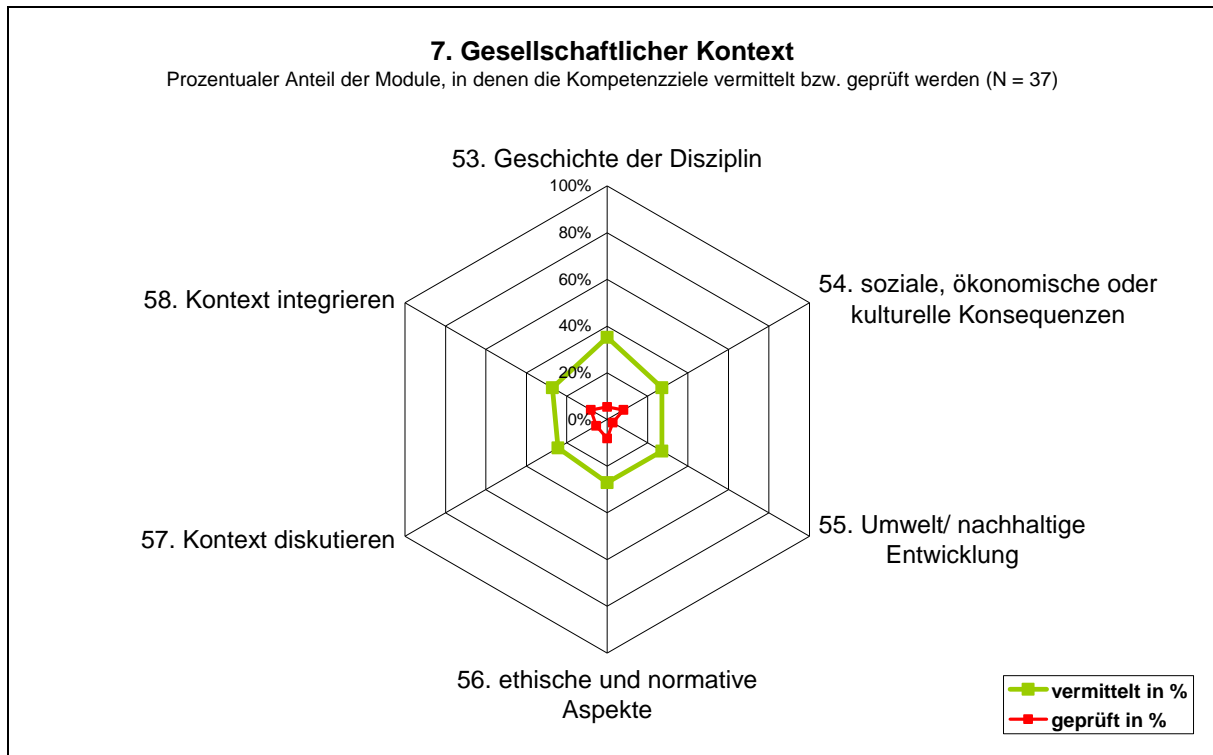 7. Gesellschaftlicher Kontext
Prozentualer Anteil der Module, in denen die Kompetenzziele vermittelt bzw. geprüft werden (N = 37)
53. Geschichte der Disziplin
100%
80%
60%
40%
20%
0%
54. soziale, ökonomische oder
kulturelle Konsequenzen
58. Kontext integrieren
57. Kontext diskutieren
55. Umwelt/ nachhaltige
Entwicklung
56. ethische und normative
Aspekte
vermittelt in %
geprüft in %